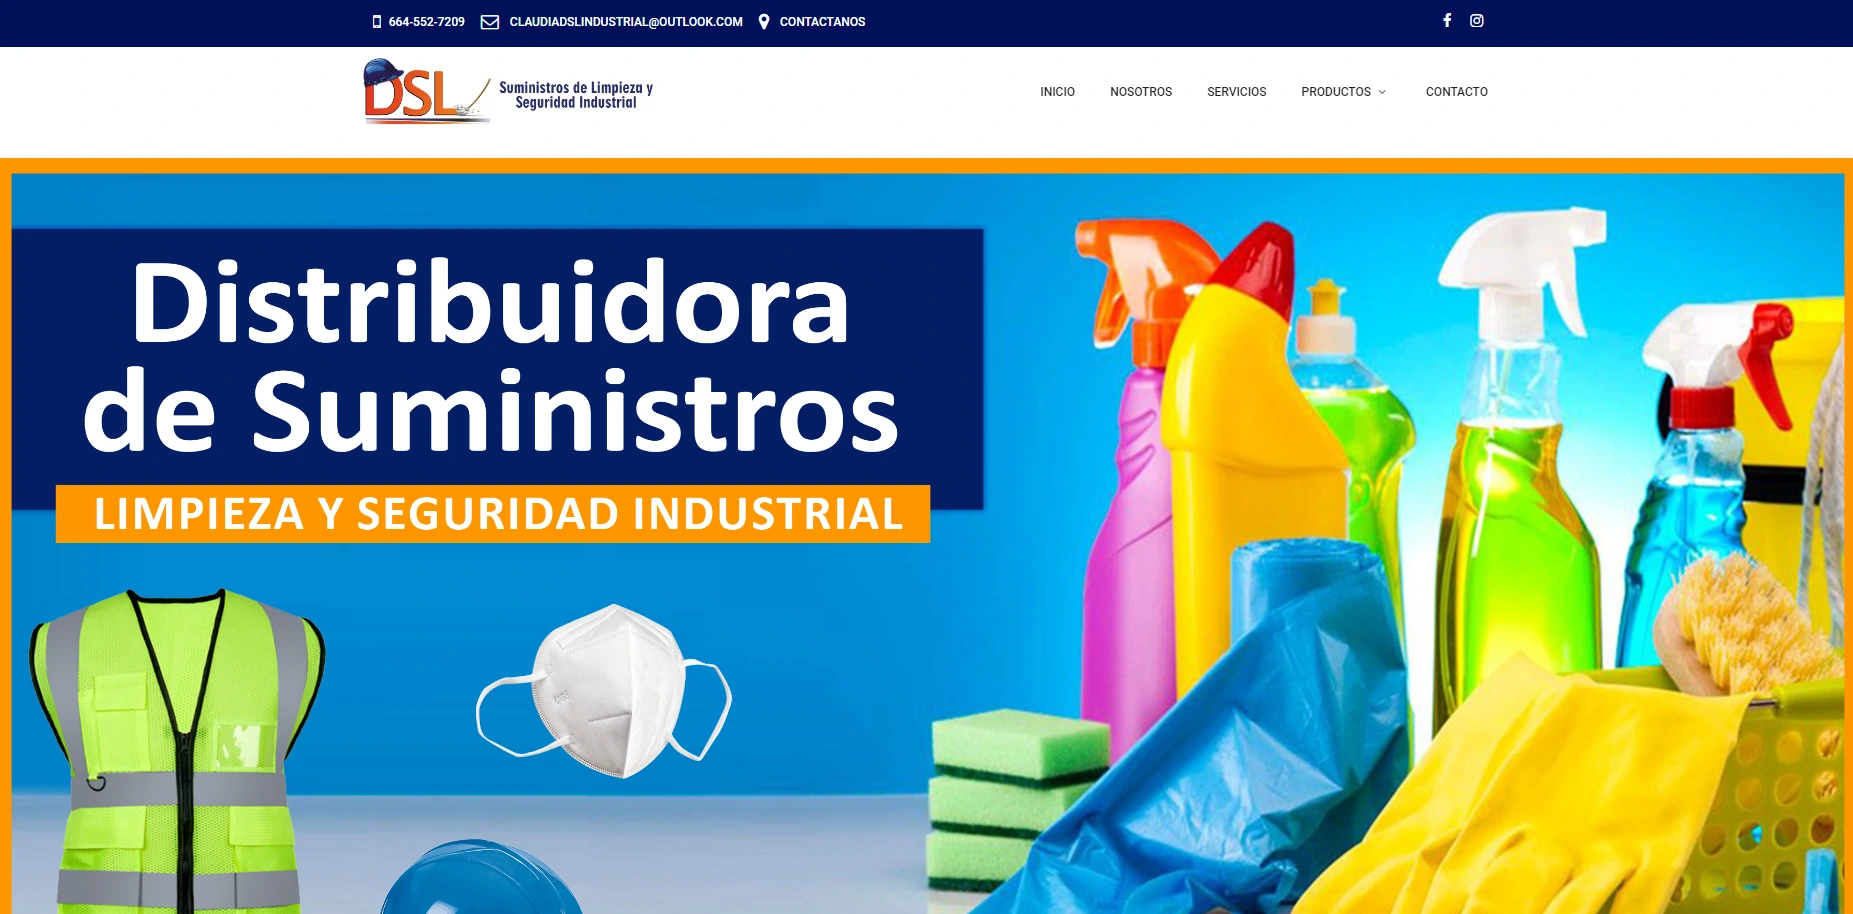 664-552-7209 CLAUDIADSLINDUSTRIAL@OUTLOOK.COM CONTACTANOS
DSL
Suministros de Limpieza y
Seguridad Industrial
INICIO NOSOTROS SERVICIOS PRODUCTOS CONTACTO
Distribuidora
de Suministros
LIMPIEZA Y SEGURIDAD INDUSTRIAL